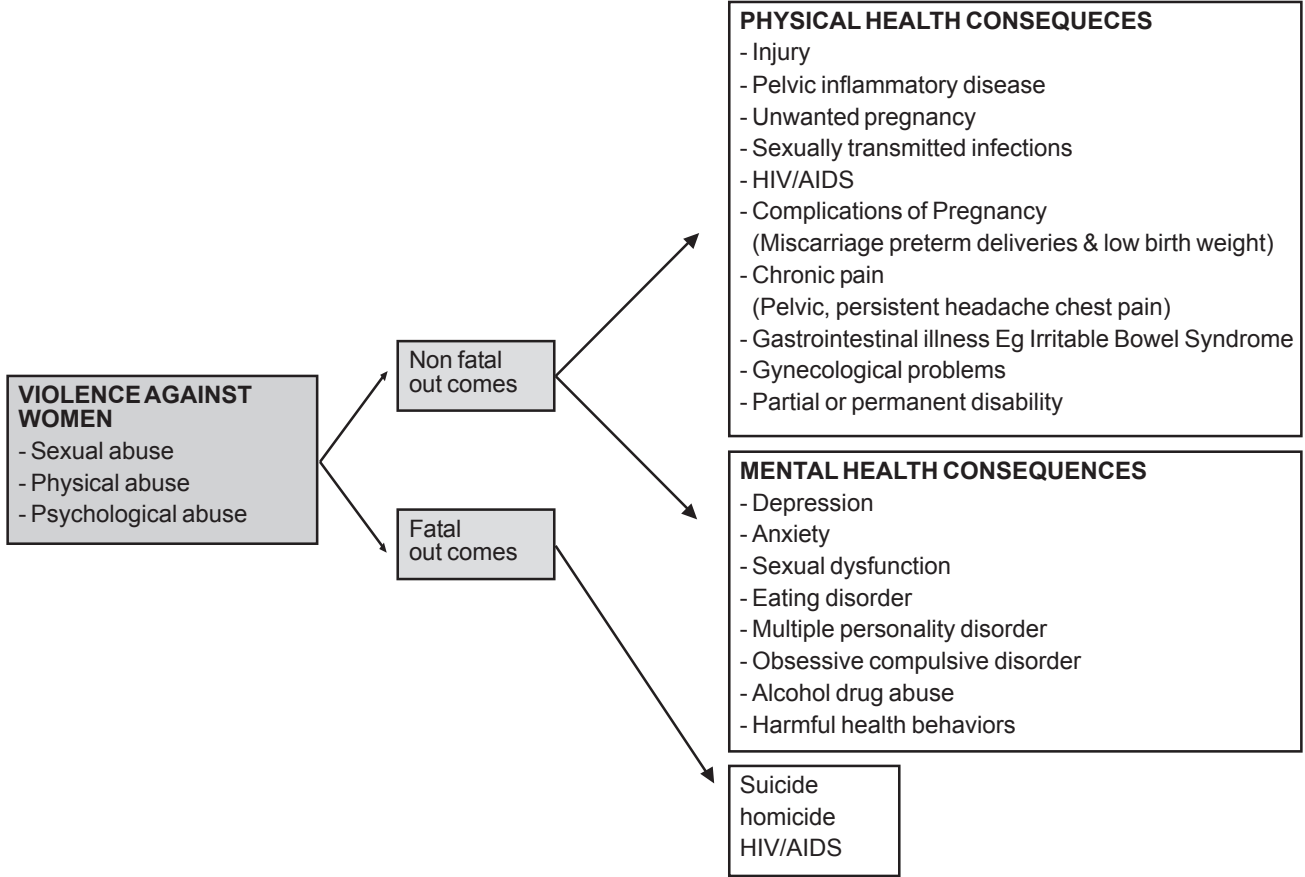 VIOLENCE AGAINST
WOMEN
- Sexual abuse
- Physical abuse
- Psychological abuse
Non fatal
out comes
Fatal
out comes
PHYSICAL HEALTH CONSEQUECES
- Injury
- Pelvic inflammatory disease
- Unwanted pregnancy
- Sexually transmitted infections
- HIV/AIDS
- Complications of Pregnancy
(Miscarriage preterm deliveries & low birth weight)
- Chronic pain
(Pelvic, persistent headache chest pain)
- Gastrointestinal illness Eg Irritable Bowel Syndrome
- Gynecological problems
- Partial or permanent disability
MENTAL HEALTH CONSEQUENCES
- Depression
- Anxiety
- Sexual dysfunction
- Eating disorder
- Multiple personality disorder
- Obsessive compulsive disorder
- Alcohol drug abuse
- Harmful health behaviors
Suicide
homicide
HIV/AIDS